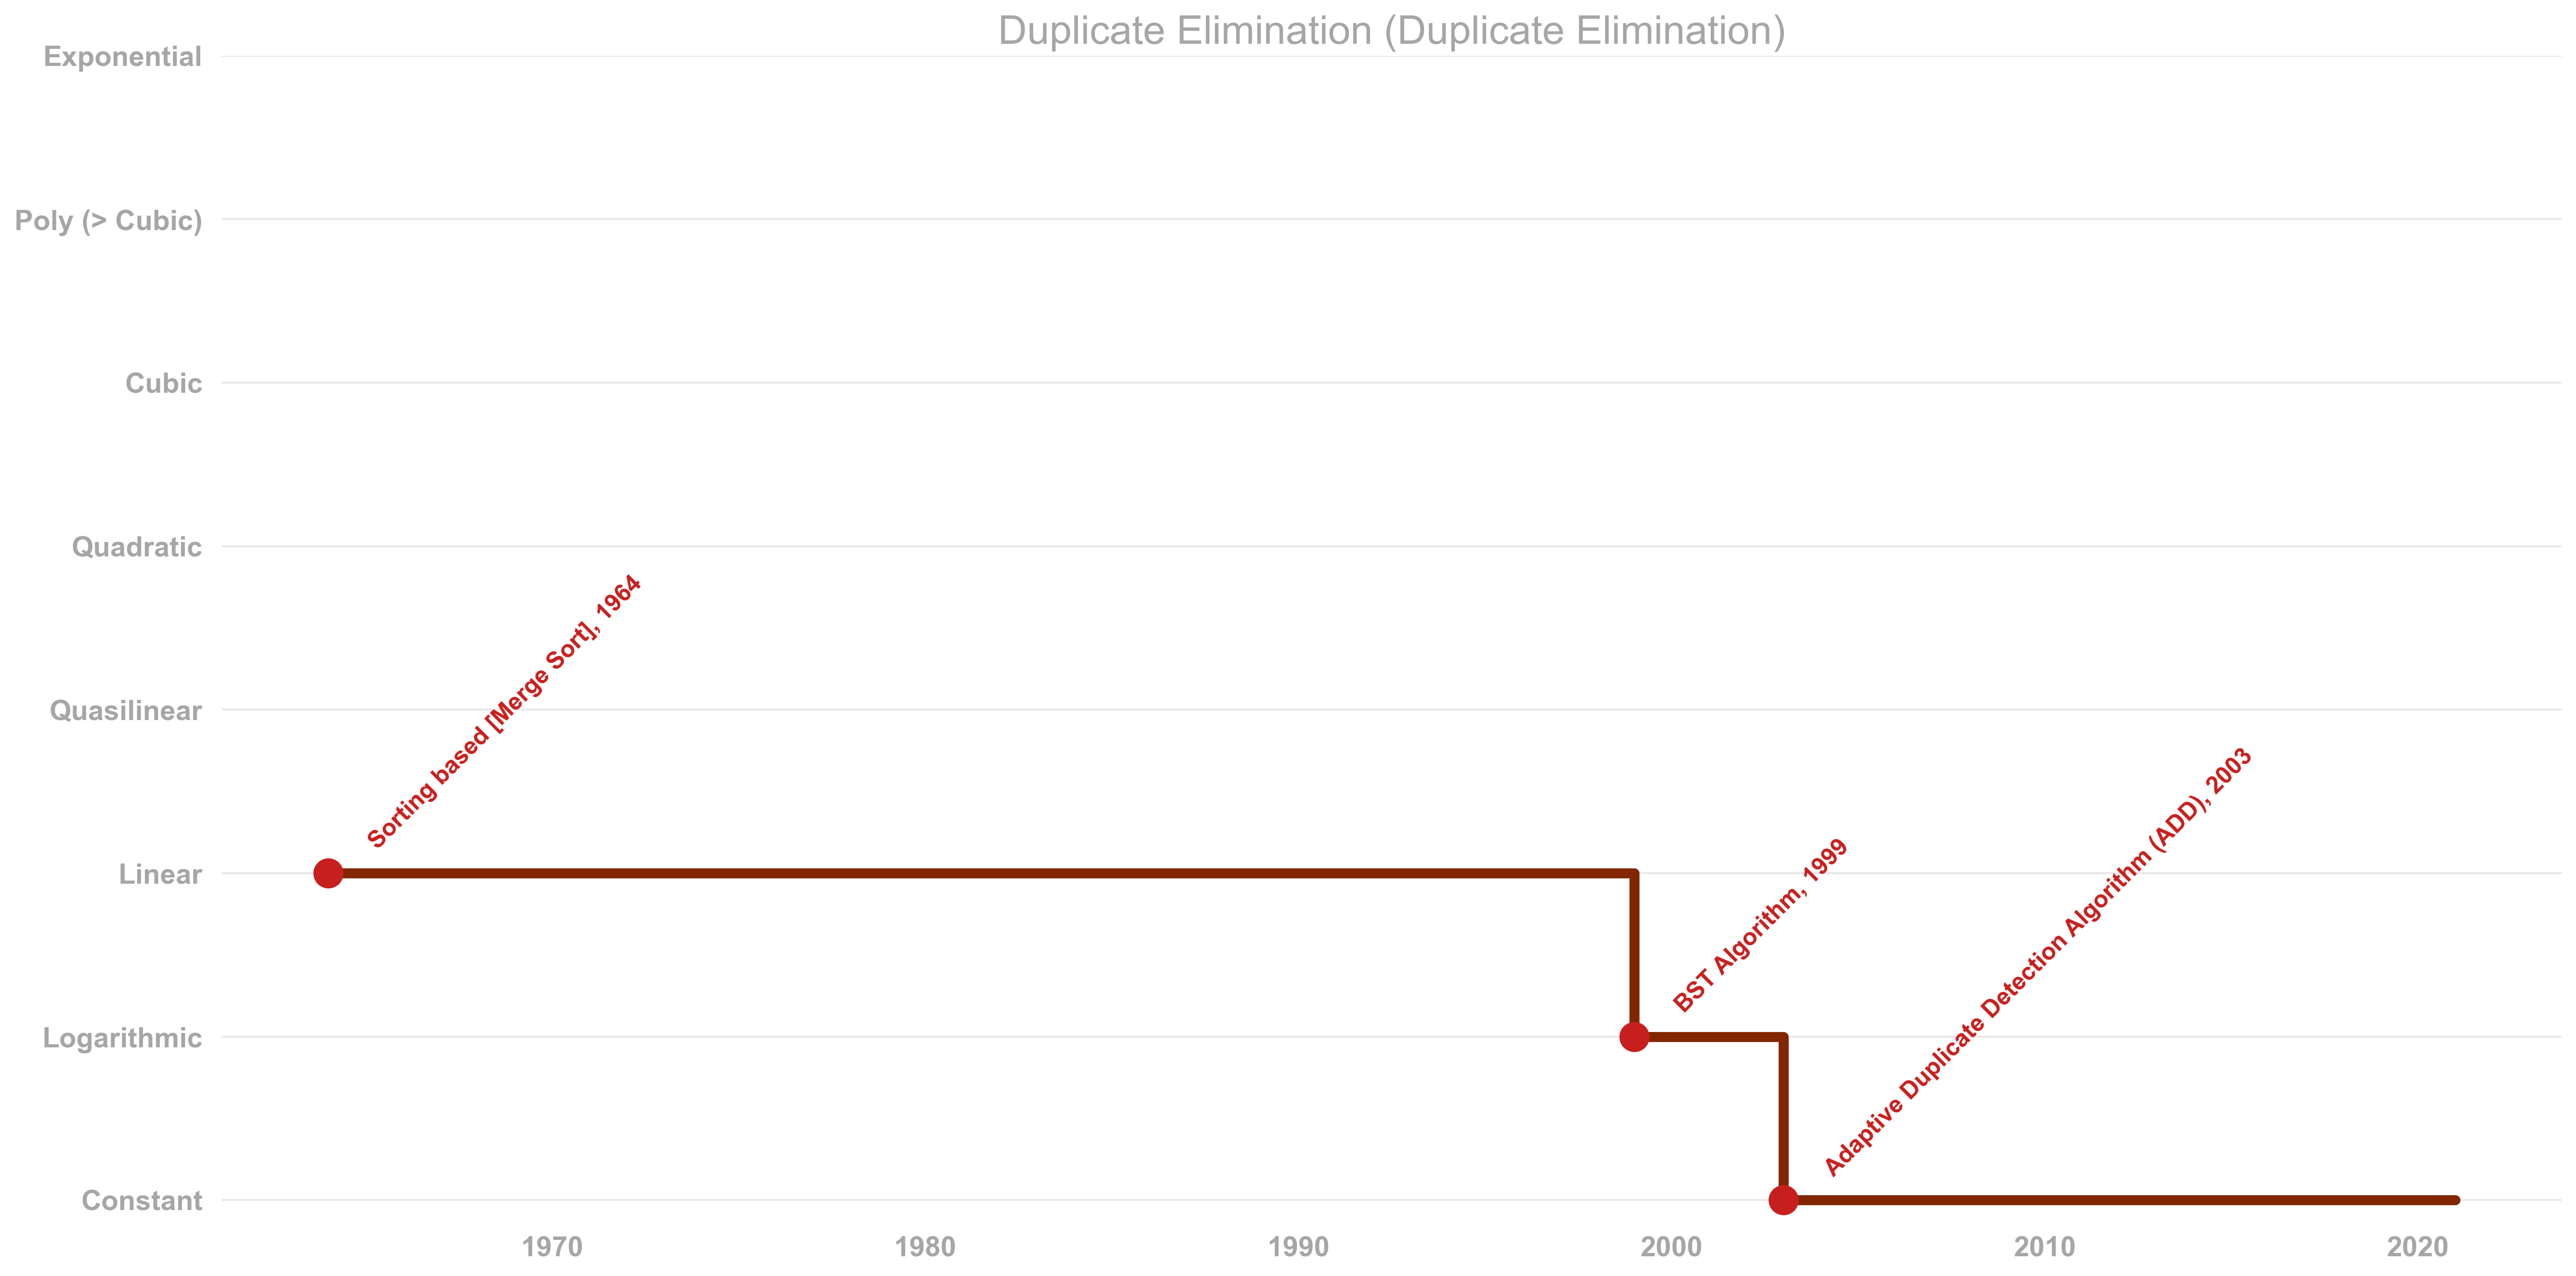 Duplicate Elimination (Duplicate Elimination)
Exponential
Poly (> Cubic)
Cubic
Quadratic
Quasilinear
Linear
Logarithmic
Constant
Sorting based [Merge Sort], 1964
BST Algorithm, 1999
Adaptive Duplicate Detection Algorithm (ADD), 2003
1970
1980
1990
2000
2010
2020